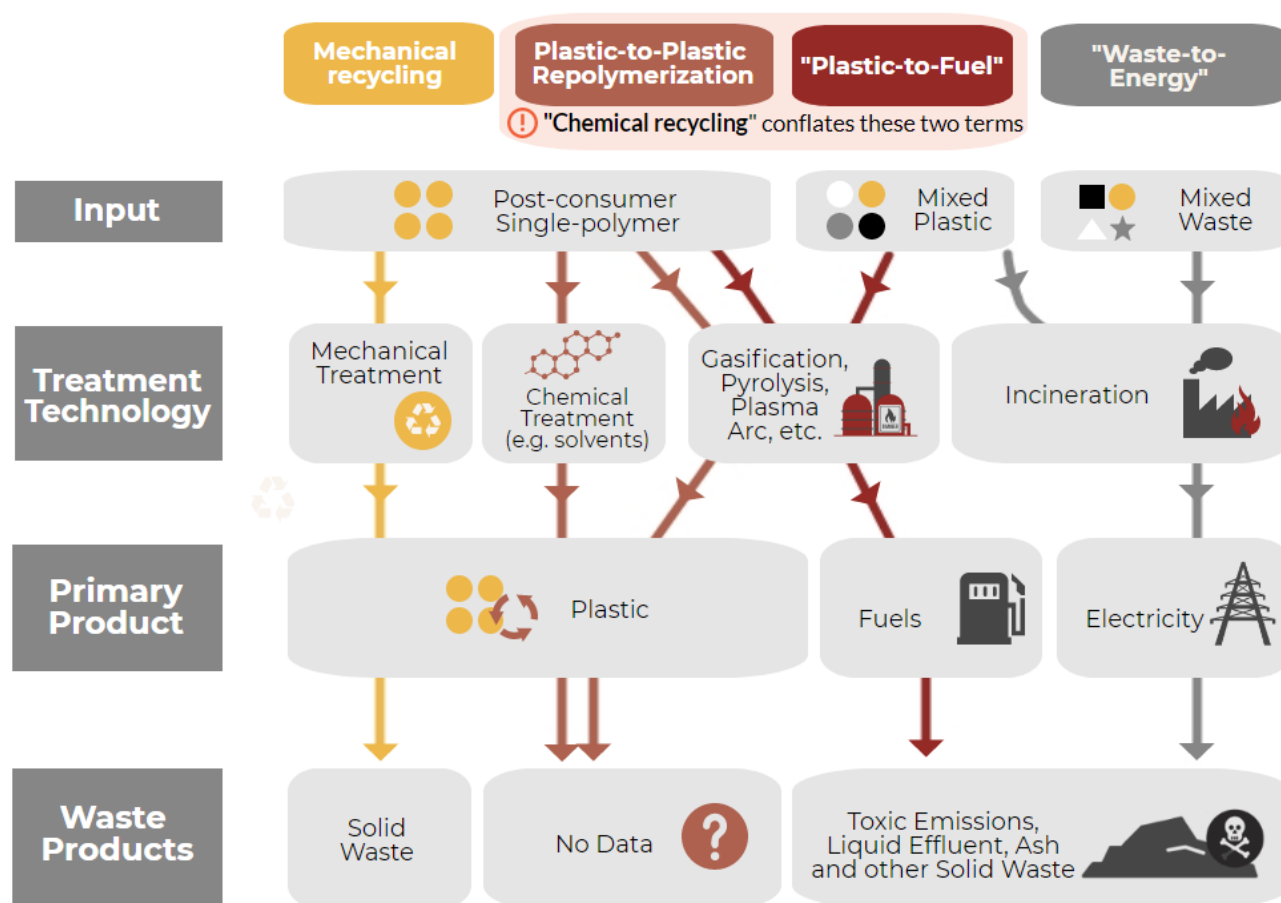 Mechanical
recycling
Plastic-to-Plastic
Repolymerization
"Plastic-to-Fuel"
"Waste-to-
Energy"
"Chemical recycling" conflates these two terms
Input
Post-consumer
Single-polymer
Mixed
Plastic
Mixed
Waste
Treatment
Technology
Mechanical
Treatment
Chemical
Treatment
(e.g. solvents)
Gasification,
Pyrolysis,
Plasma
Arc, etc.
Incineration
Primary
Product
Plastic
Fuels
Electricity
Waste
Products
Solid
Waste
No Data
Toxic Emissions,
Liquid Effluent, Ash
and other Solid Waste